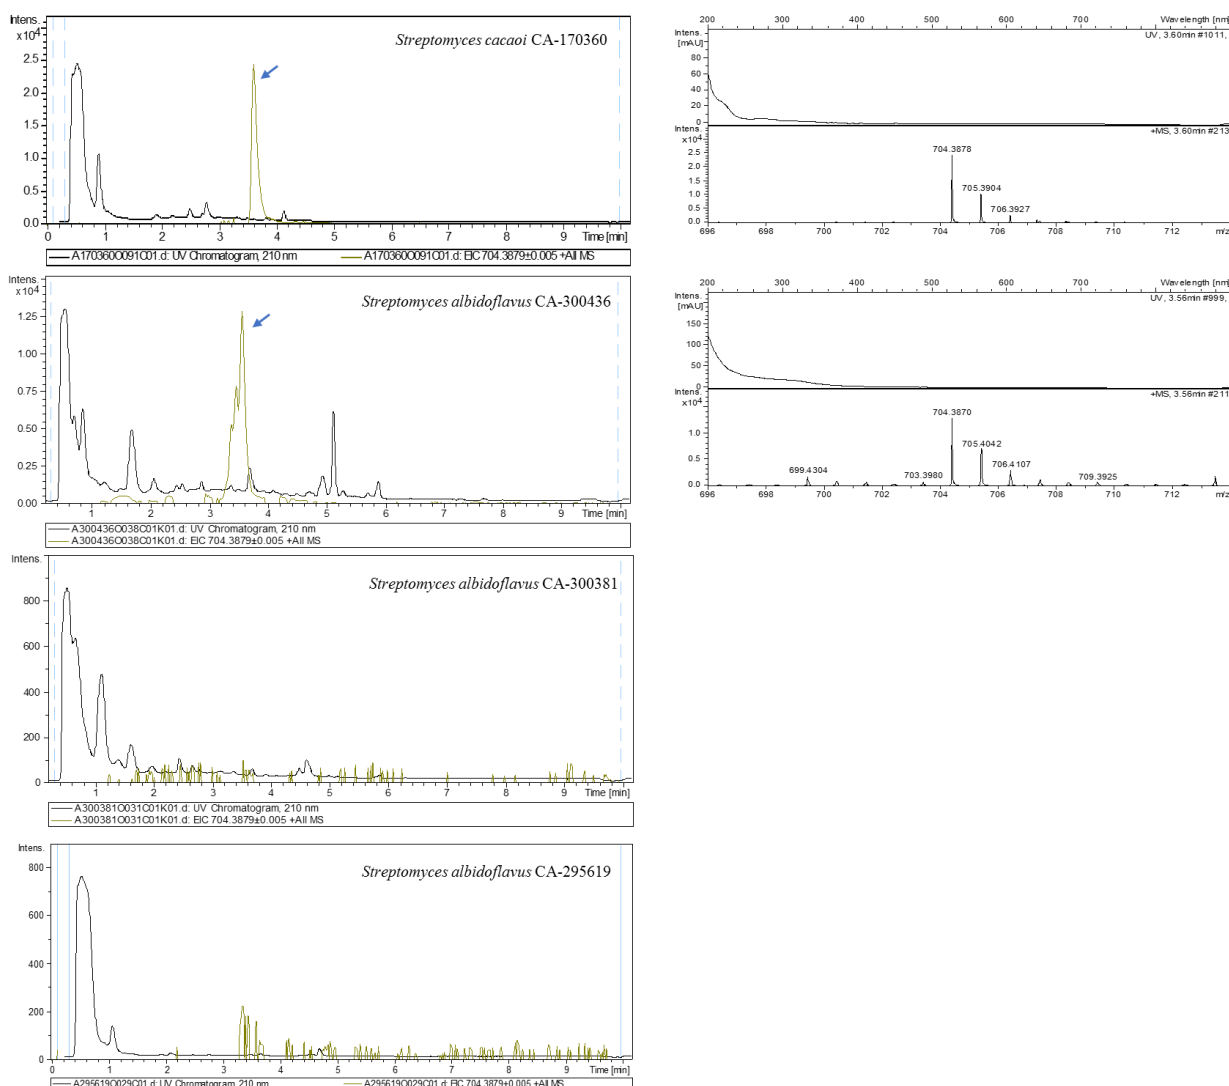 Intens.
x10⁴
Streptomyces cacaoi CA-170360
2.5
2.0
1.5
1.0
0.5
0.0
0 1 2 3 4 5 6 7 8 9 Time [min]
A170360O091C01.d: UV Chromatogram, 210 nm A170360O091C01.d: EIC 704.3879±0.005 +All MS
200 300 400 500 600 700 Wavelength [nm]
Intens.
[mAU]
UV, 3.60min #1011,
80
60
40
20
0
Intens.
x10⁴
+MS, 3.60min #213
704.3878
2.5
2.0
705.3904
1.5
1.0
706.3927
0.5
0.0
696 698 700 702 704 706 708 710 712 m/z
Intens.
x10⁴
Streptomyces albidoflavus CA-300436
1.25
1.00
0.75
0.50
0.25
0.00
1 2 3 4 5 6 7 8 9 Time [min]
A300436O038C01K01.d: UV Chromatogram, 210 nm
A300436O038C01K01.d: EIC 704.3879±0.005 +All MS
200 300 400 500 600 700 Wavelength [nm]
Intens.
[mAU]
UV, 3.56min #999,
150
100
50
0
Intens.
x10⁴
+MS, 3.56min #211
704.3870
1.0
705.4042
0.5
699.4304 703.3980 706.4107 709.3925
0.0
696 698 700 702 704 706 708 710 712 m/z
Intens.
Streptomyces albidoflavus CA-300381
800
600
400
200
0
1 2 3 4 5 6 7 8 9 Time [min]
A300381O031C01K01.d: UV Chromatogram, 210 nm
A300381O031C01K01.d: EIC 704.3879±0.005 +All MS
Intens.
Streptomyces albidoflavus CA-295619
800
600
400
200
0
0 1 2 3 4 5 6 7 8 9 Time [min]
A295619O029C01.d: UV Chromatogram, 210 nm A295619O029C01.d: EIC 704.3879±0.005 +All MS